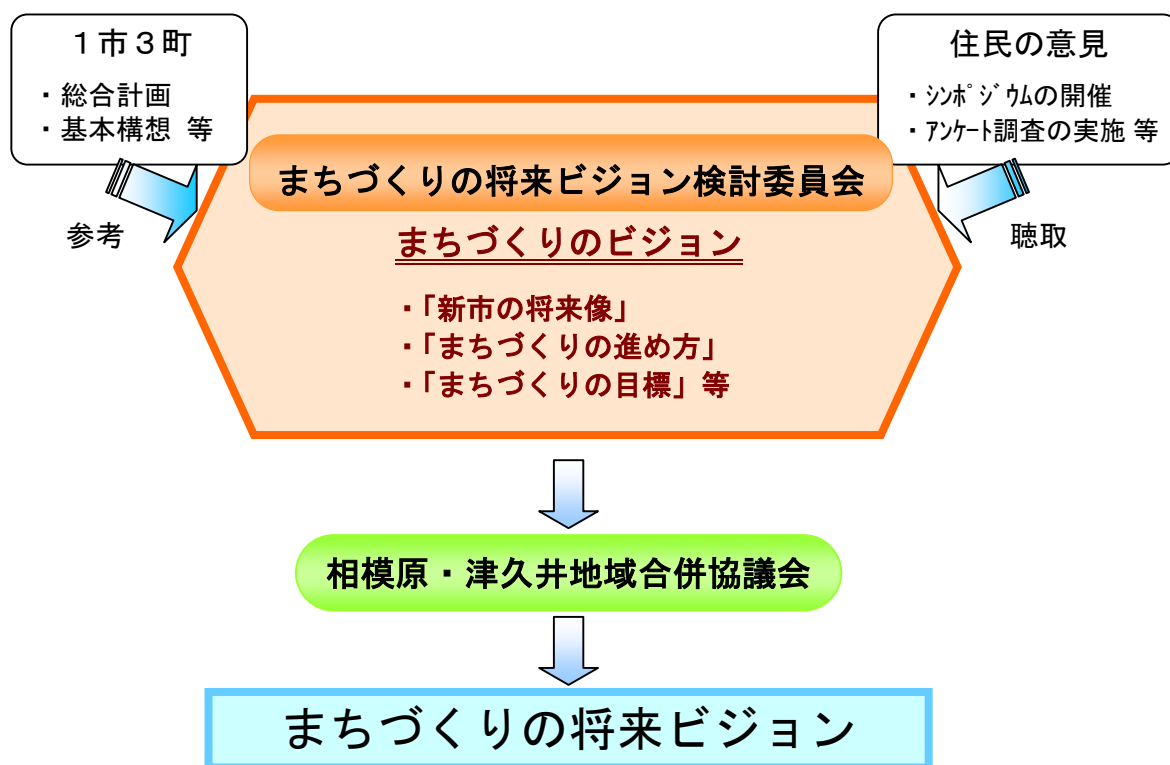 １市３町
・総合計画
・基本構想 等
参考
住民の意見
・ｼﾝﾎﾟｼﾞｳﾑの開催
・ｱﾝｹｰﾄ調査の実施 等
聴取
まちづくりの将来ビジョン検討委員会
まちづくりのビジョン
・「新市の将来像」
・「まちづくりの進め方」
・「まちづくりの目標」等
相模原・津久井地域合併協議会
まちづくりの将来ビジョン